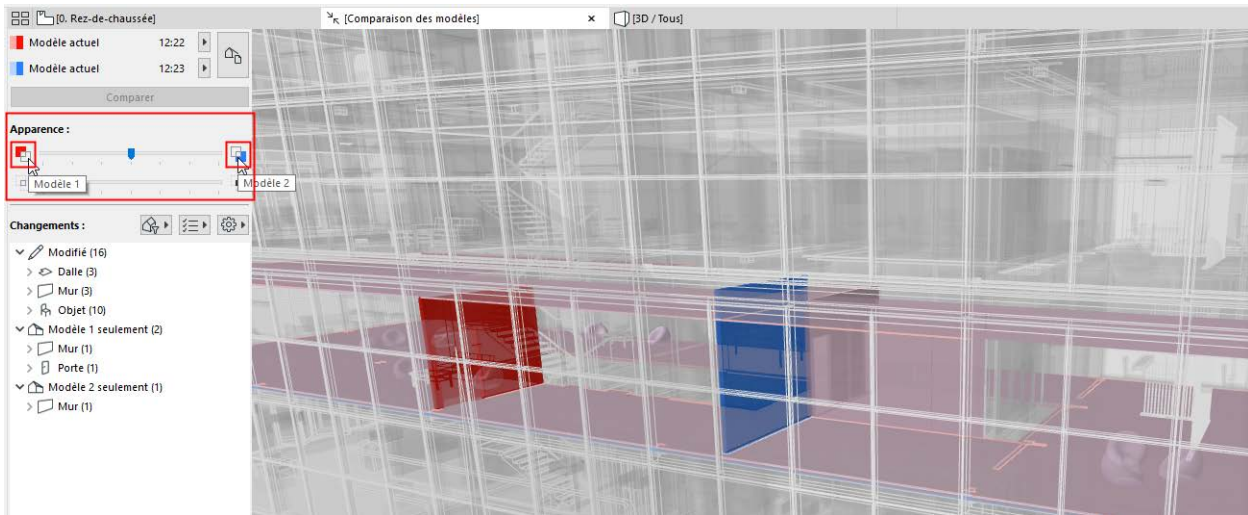 [0. Rez-de-chaussée]
[Comparaison des modèles]
[3D / Tous]
Modèle actuel 12:22
Modèle actuel 12:23
Comparer
Apparence :
Modèle 1
Modèle 2
Changements :
Modifié (16)
Dalle (3)
Mur (3)
Objet (10)
Modèle 1 seulement (2)
Mur (1)
Porte (1)
Modèle 2 seulement (1)
Mur (1)